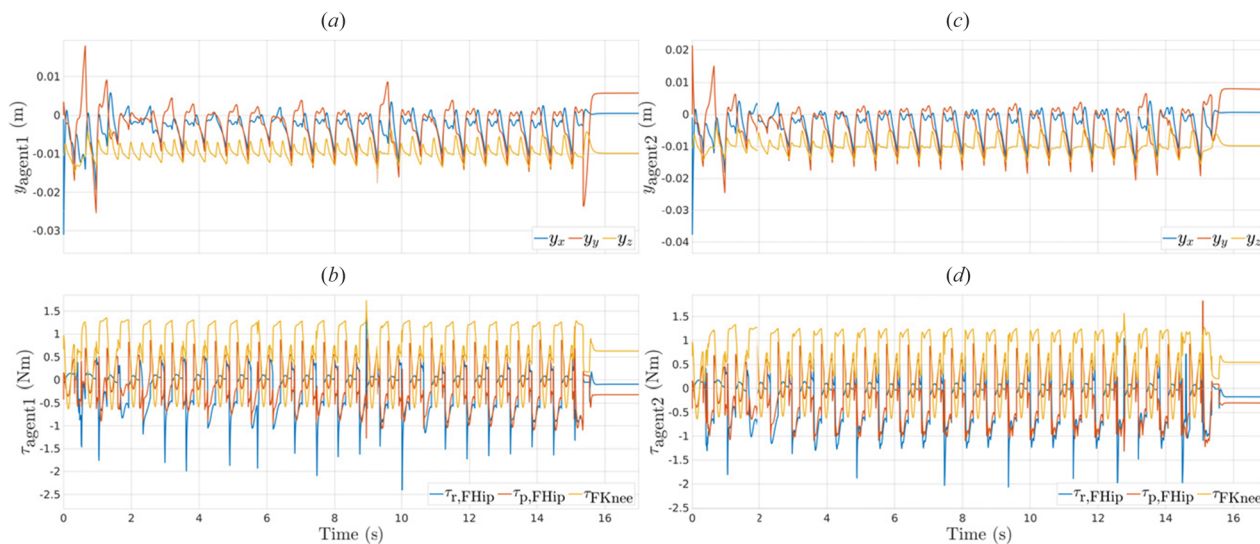 (a)
0.01
0
-0.01
-0.02
-0.03
y_agent1 (m)
y_x y_y y_z
(b)
1.5
1
0.5
0
-0.5
-1
-1.5
-2
-2.5
τ_agent1 (Nm)
τ_r,FHip τ_p,FHip τ_FKnee
0 2 4 6 8 10 12 14 16
Time (s)
(c)
0.02
0.01
0
-0.01
-0.02
-0.03
-0.04
y_agent2 (m)
y_x y_y y_z
(d)
1.5
1
0.5
0
-0.5
-1
-1.5
-2
-2.5
τ_agent2 (Nm)
τ_r,FHip τ_p,FHip τ_FKnee
0 2 4 6 8 10 12 14 16
Time (s)